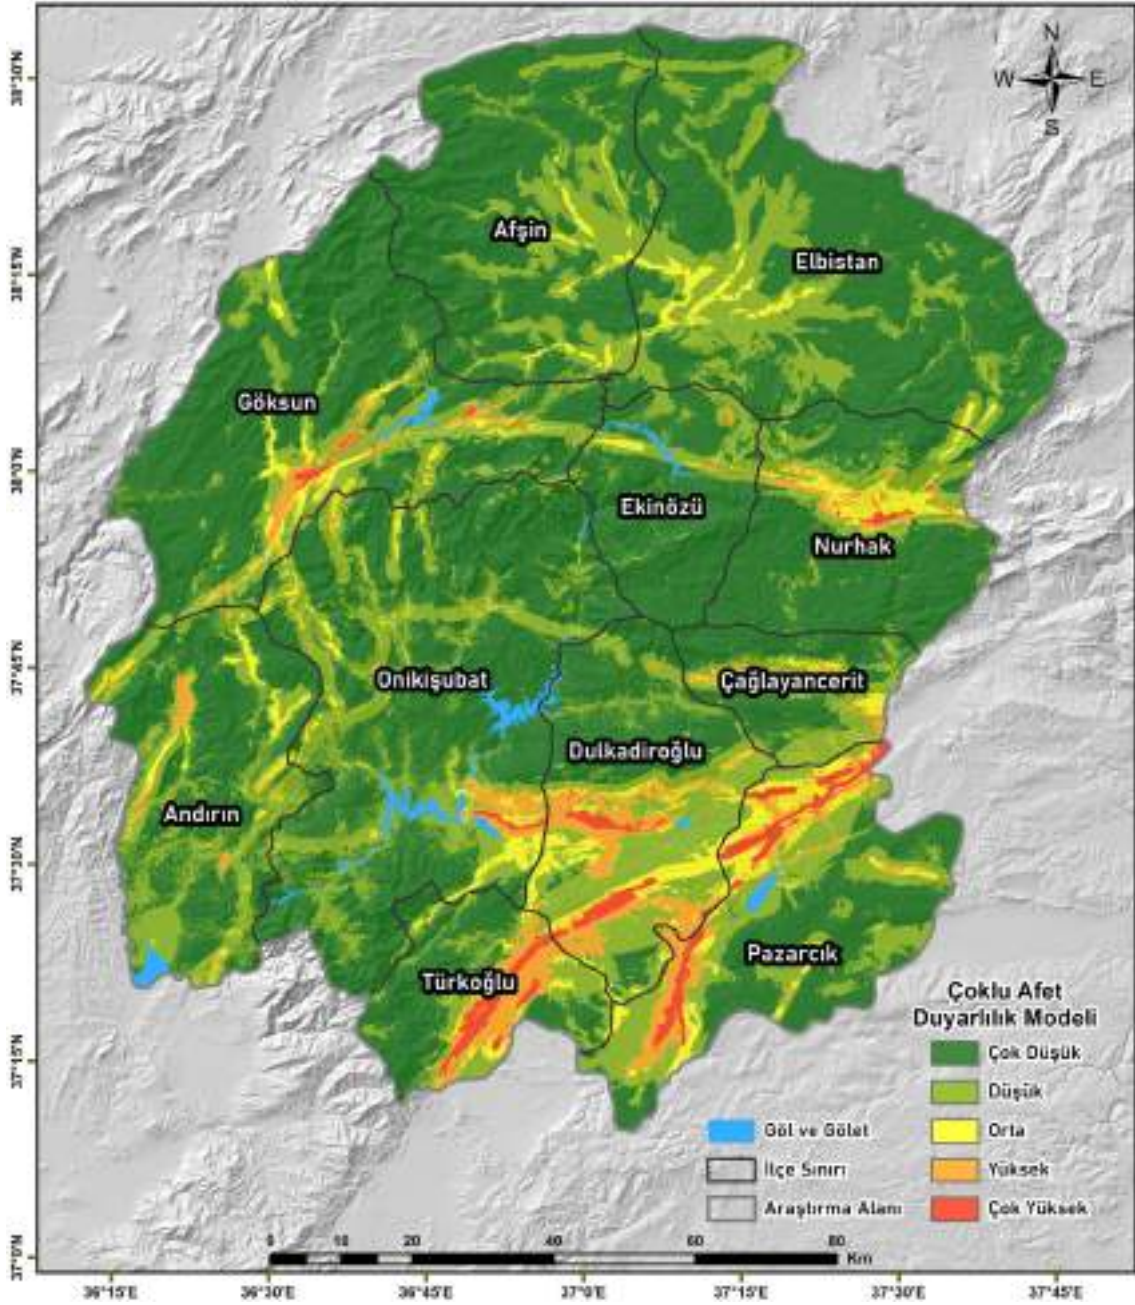 N
W E
S
38°30'N
38°15'N
38°0'N
37°45'N
37°30'N
37°15'N
37°0'N
Afşin
Elbistan
Göksun
Ekinözü
Nurhak
Onikişubat
Çağlayancerit
Dulkadiroğlu
Andırın
Pazarcık
Türkoğlu
Çoklu Afet
Duyarlılık Modeli
Çok Düşük
Düşük
Orta
Yüksek
Çok Yüksek
Göl ve Gölet
İlçe Sınırı
Araştırma Alanı
0 10 20 40 60 80
Km
36°15'E 36°30'E 36°45'E 37°0'E 37°15'E 37°30'E 37°45'E